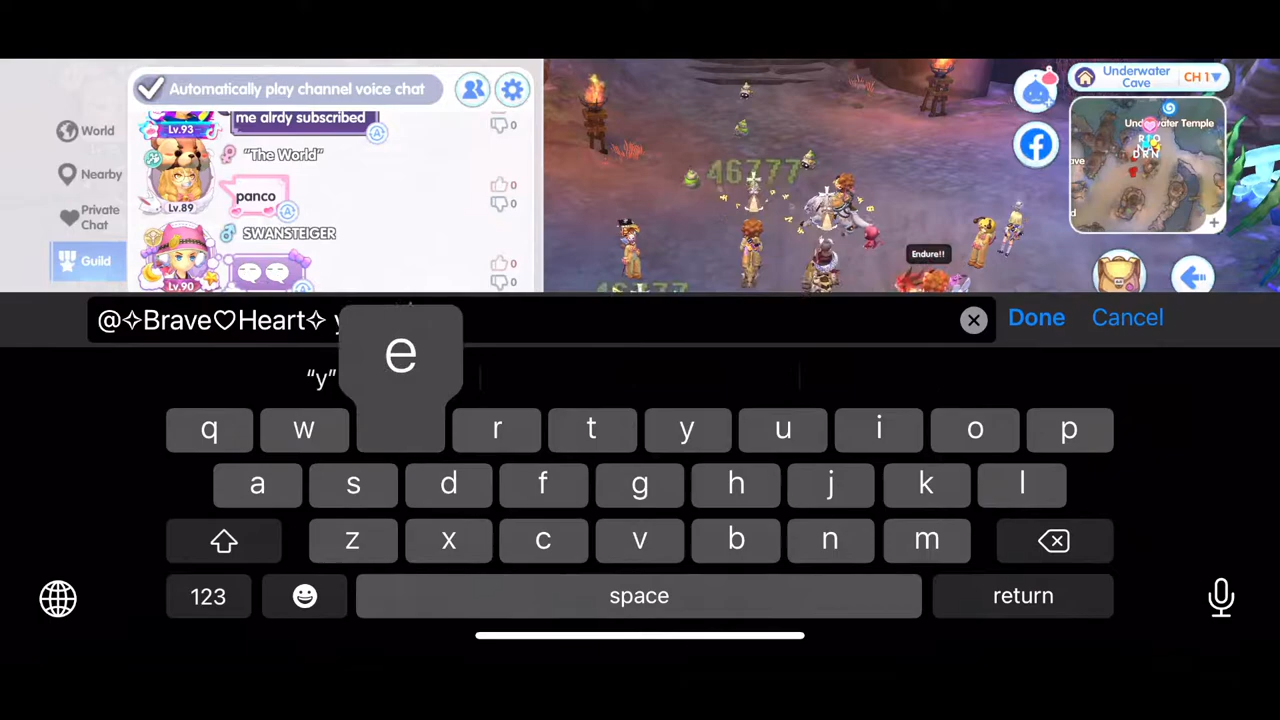 Automatically play channel voice chat
Underwater
Cave
CH 1
World
Nearby
Private
Chat
Guild
Lv.93
me alrdy subscribed
0
"The World"
panco
0
0
Lv.89
SWANSTEIGER
0
0
Lv.90
46777
Endure!!
Underwater Temple
@✧Brave♡Heart✧ y
Done
Cancel
"y"
e
q w r t y u i o p
a s d f g h j k l
z x c v b n m
123
space
return